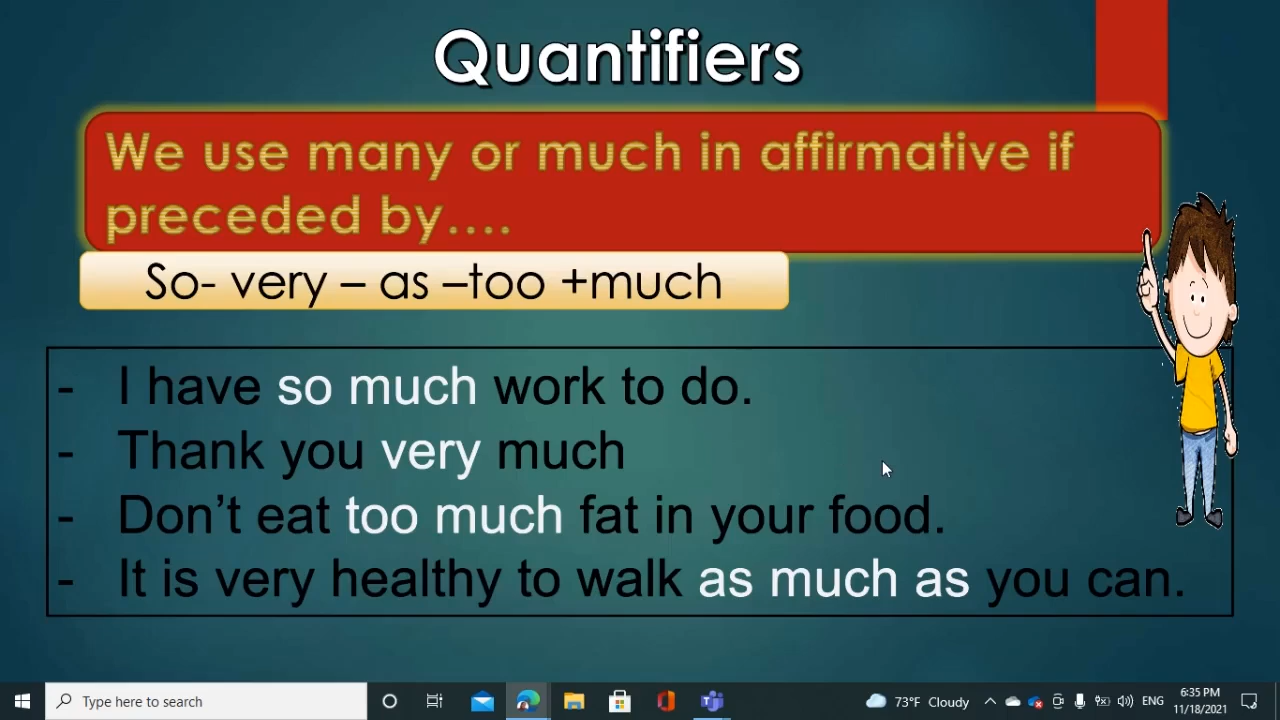 Quantifiers
We use many or much in affirmative if
preceded by....
So- very – as –too +much
- I have so much work to do.
- Thank you very much
- Don’t eat too much fat in your food.
- It is very healthy to walk as much as you can.
Type here to search
73°F Cloudy
ENG
6:35 PM
11/18/2021